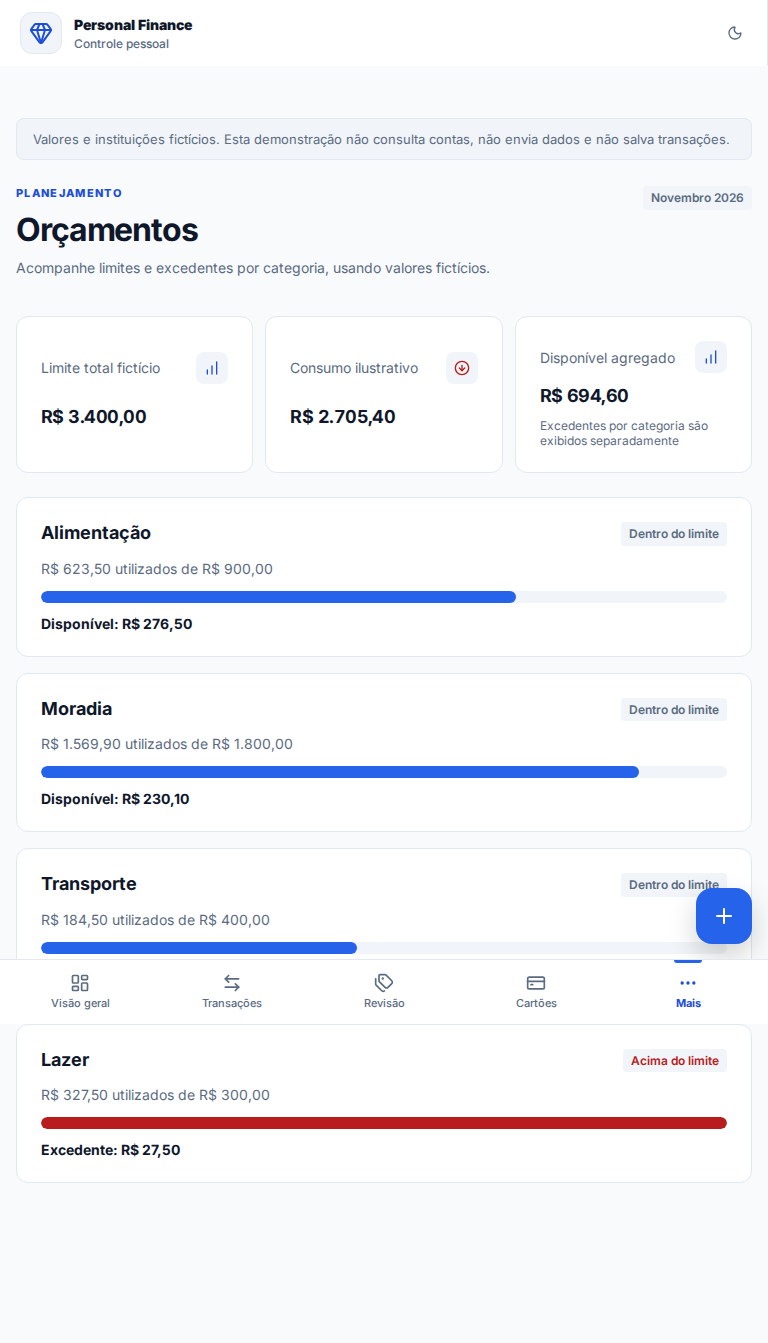 Personal Finance
Controle pessoal
Valores e instituições fictícios. Esta demonstração não consulta contas, não envia dados e não salva transações.
PLANEJAMENTO
Novembro 2026
Orçamentos
Acompanhe limites e excedentes por categoria, usando valores fictícios.
Limite total fictício
R$ 3.400,00
Consumo ilustrativo
R$ 2.705,40
Disponível agregado
R$ 694,60
Excedentes por categoria são
exibidos separadamente
Alimentação
Dentro do limite
R$ 623,50 utilizados de R$ 900,00
Disponível: R$ 276,50
Moradia
Dentro do limite
R$ 1.569,90 utilizados de R$ 1.800,00
Disponível: R$ 230,10
Transporte
Dentro do limite
R$ 184,50 utilizados de R$ 400,00
Visão geral
Transações
Revisão
Cartões
Mais
Lazer
Acima do limite
R$ 327,50 utilizados de R$ 300,00
Excedente: R$ 27,50